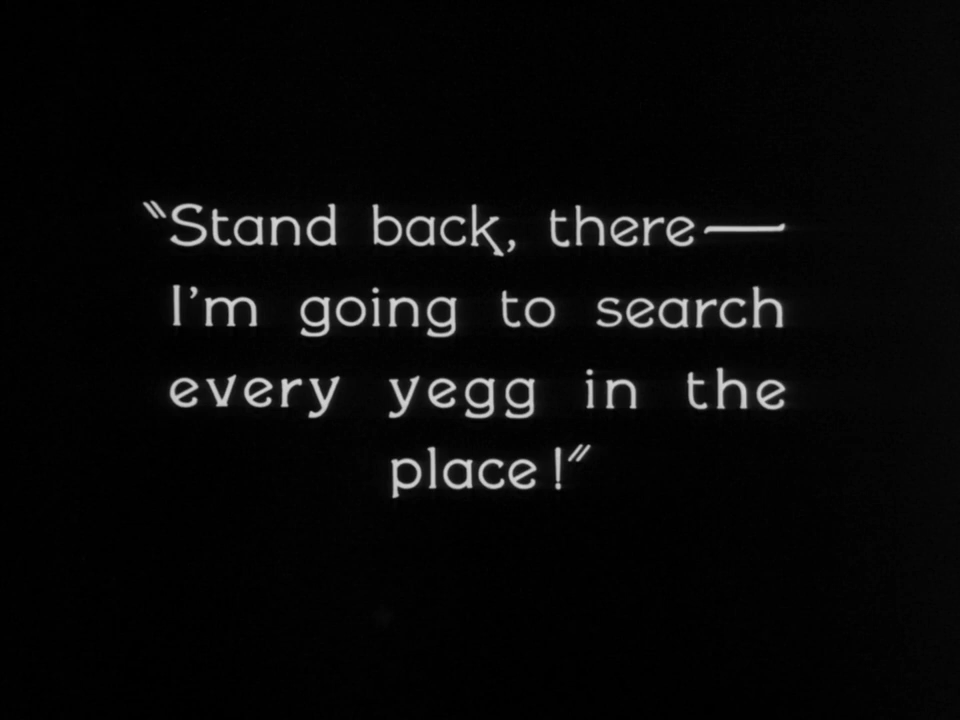 "Stand back, there—
I'm going to search
every yegg in the
place!"